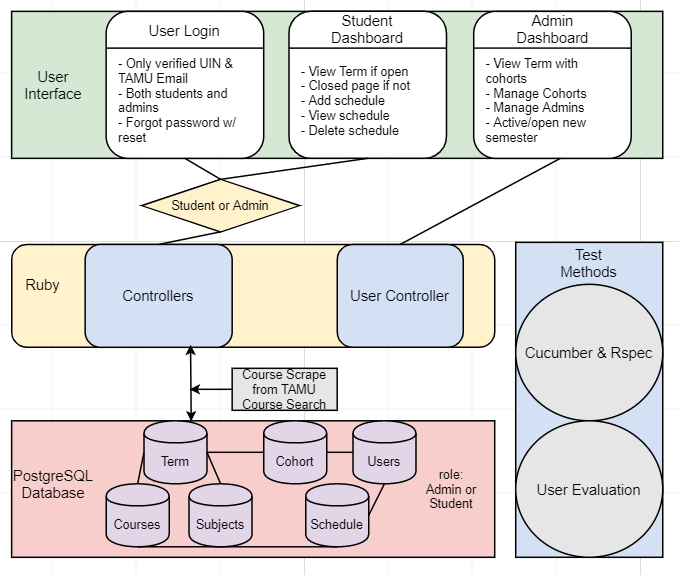 User
Interface
User Login
- Only verified UIN &
TAMU Email
- Both students and
admins
- Forgot password w/
reset
Student
Dashboard
- View Term if open
- Closed page if not
- Add schedule
- View schedule
- Delete schedule
Admin
Dashboard
- View Term with
cohorts
- Manage Cohorts
- Manage Admins
- Active/open new
semester
Student or Admin
Ruby
Controllers
User Controller
Course Scrape
from TAMU
Course Search
PostgreSQL
Database
Term
Cohort
Users
Courses
Subjects
Schedule
role:
Admin or
Student
Test
Methods
Cucumber & Rspec
User Evaluation